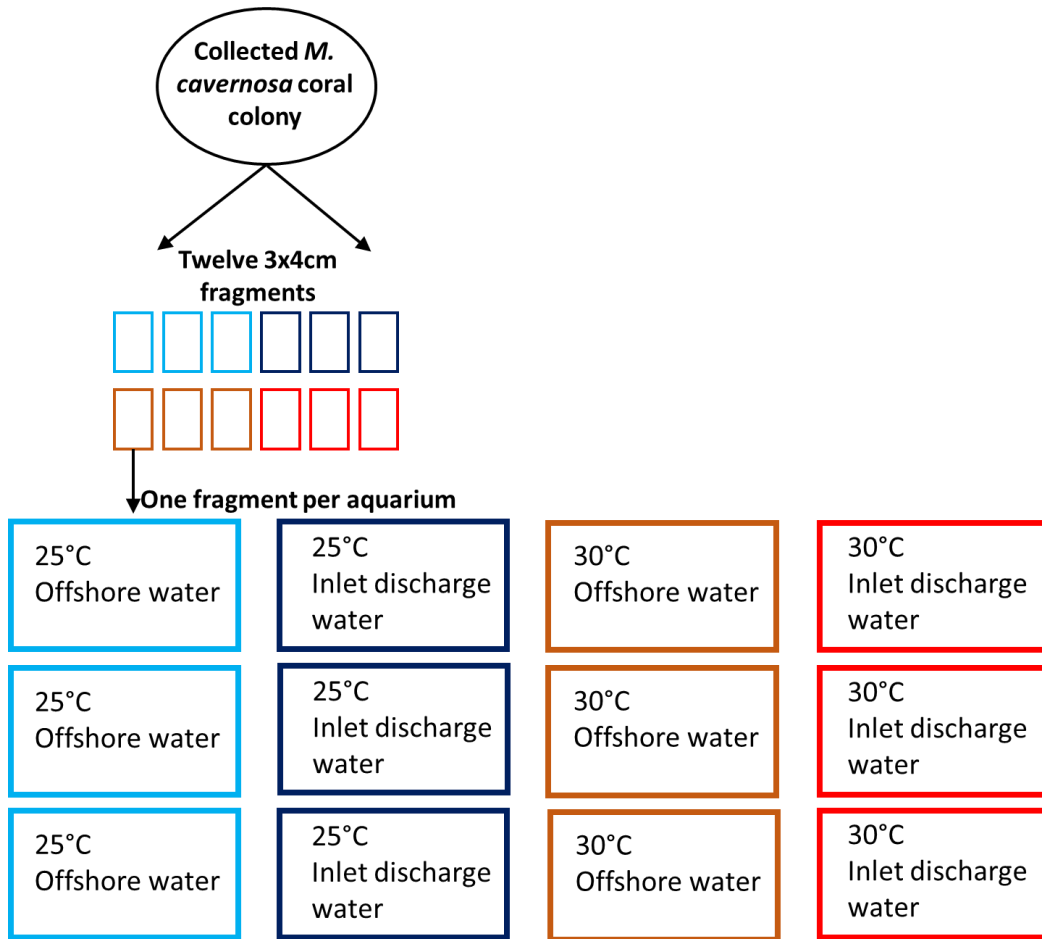 Collected M.
cavernosa coral
colony
Twelve 3x4cm
fragments
One fragment per aquarium
25°C
Offshore water
25°C
Inlet discharge
water
30°C
Offshore water
30°C
Inlet discharge
water
25°C
Offshore water
25°C
Inlet discharge
water
30°C
Offshore water
30°C
Inlet discharge
water
25°C
Offshore water
25°C
Inlet discharge
water
30°C
Offshore water
30°C
Inlet discharge
water